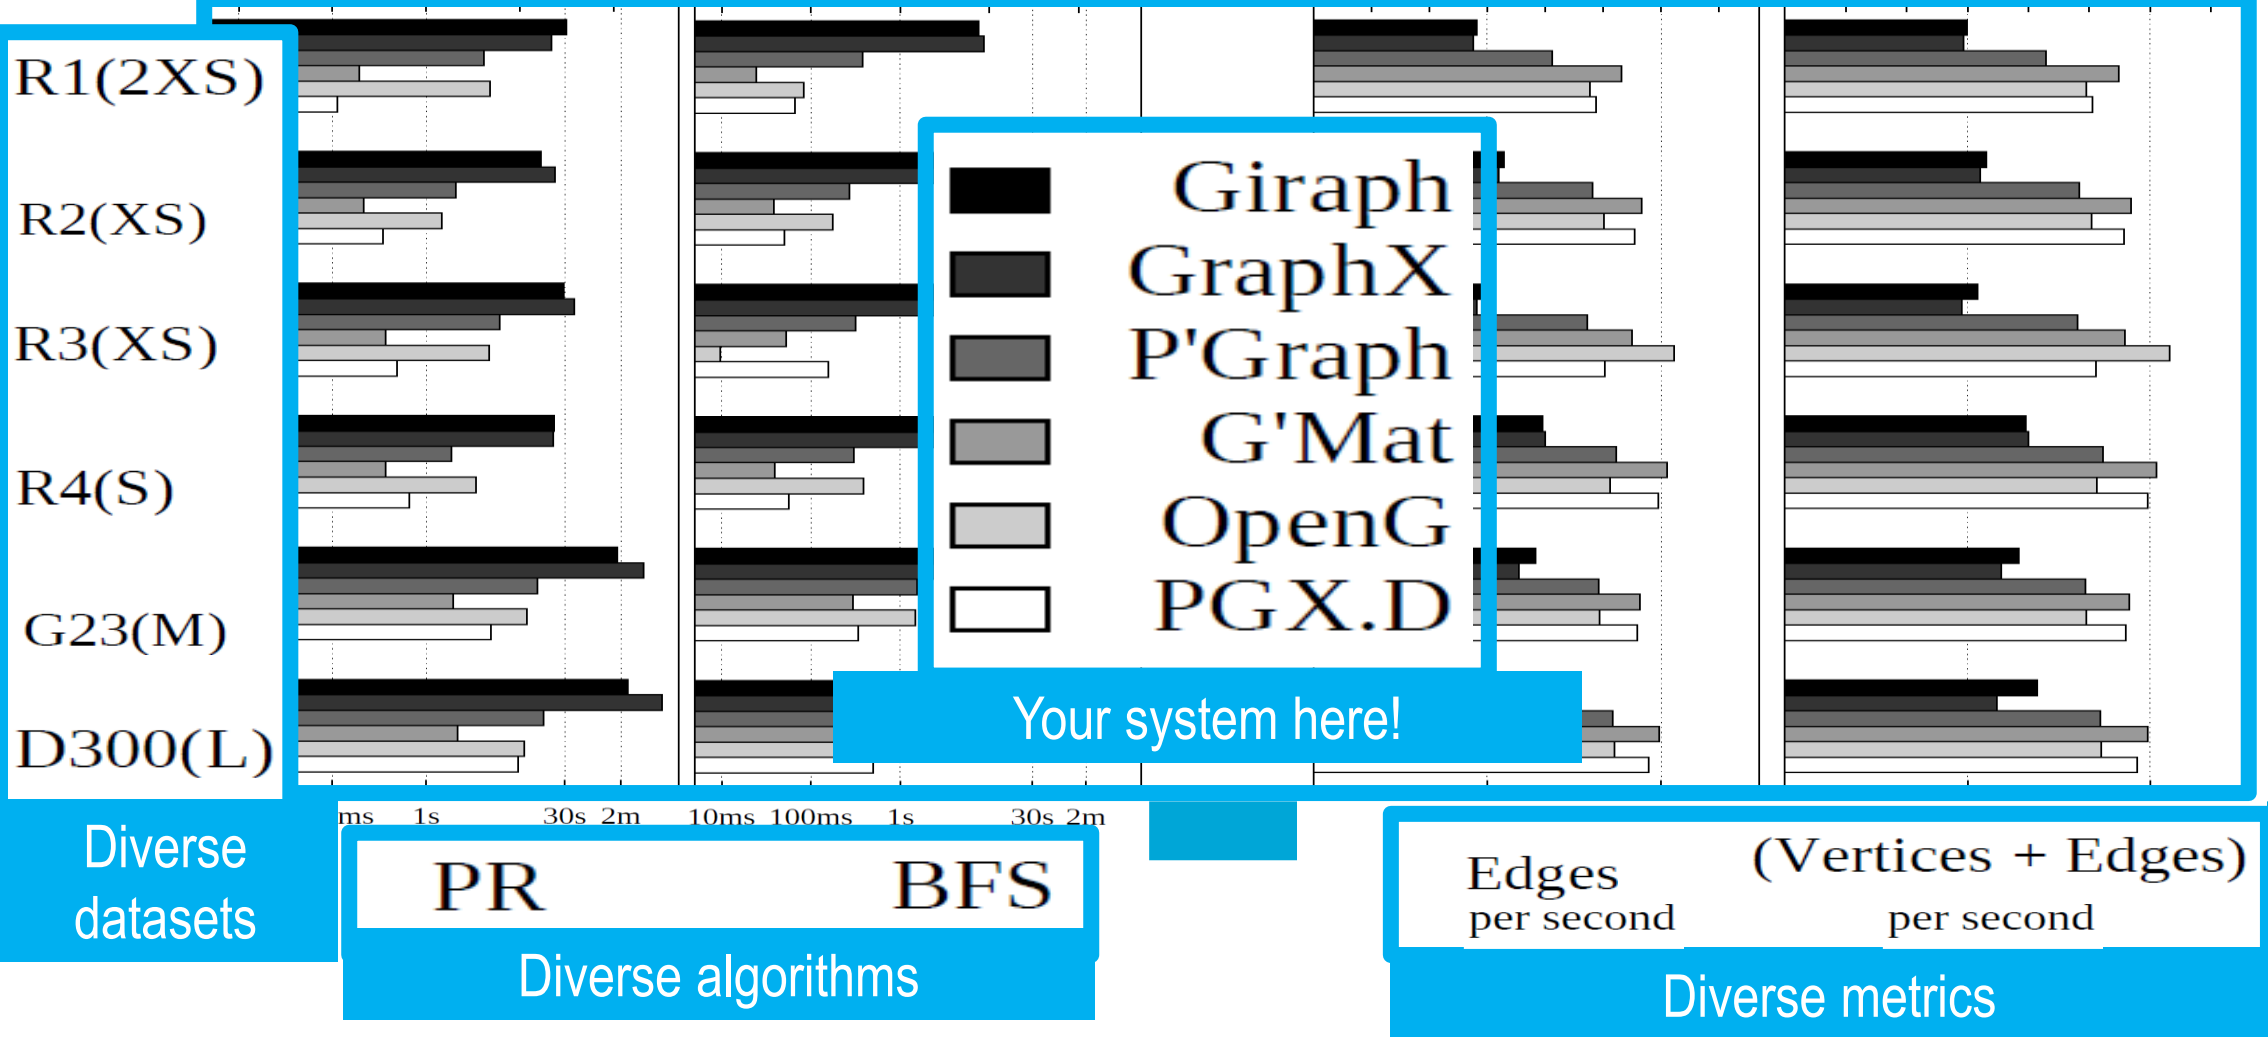 R1(2XS)
R2(XS)
R3(XS)
R4(S)
G23(M)
D300(L)
Giraph
GraphX
P'Graph
G'Mat
OpenG
PGX.D
Your system here!
ms 1s 30s 2m 10ms 100ms 1s 30s 2m
Diverse
datasets
PR BFS
Diverse algorithms
Edges
per second
(Vertices + Edges)
per second
Diverse metrics